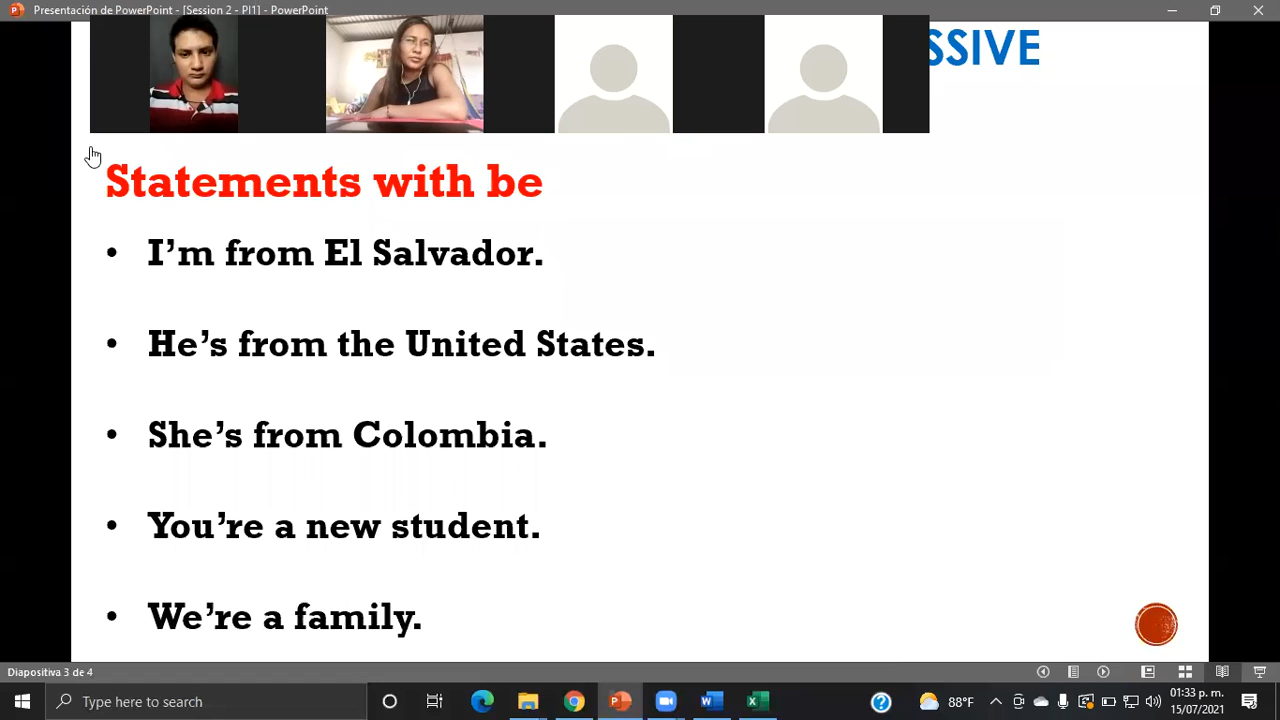 Presentación de PowerPoint - [Session 2 - PI1] - PowerPoint
SSIVE
Statements with be
• I’m from El Salvador.
• He’s from the United States.
• She’s from Colombia.
• You’re a new student.
• We’re a family.
Diapositiva 3 de 4
Type here to search
88°F
01:33 p. m.
15/07/2021